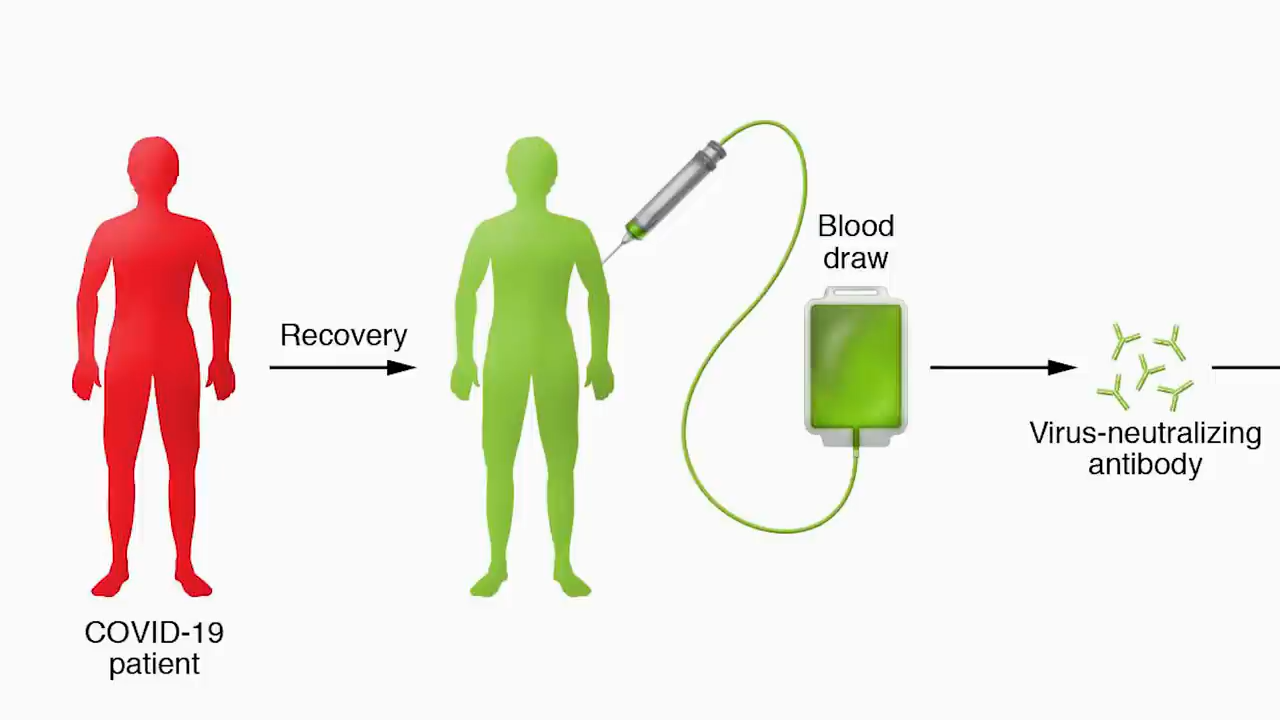 Recovery
Blood
draw
Virus-neutralizing
antibody
COVID-19
patient